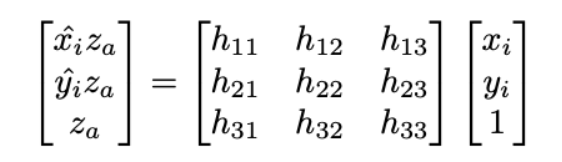 x̂ᵢzₐ h₁₁ h₁₂ h₁₃ xᵢ
ŷᵢzₐ = h₂₁ h₂₂ h₂₃ yᵢ
zₐ h₃₁ h₃₂ h₃₃ 1